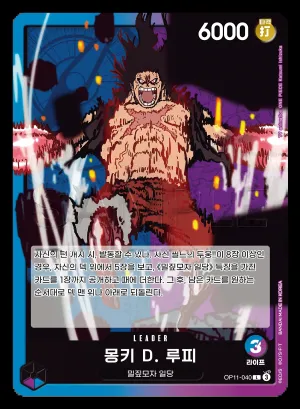 6000
타격
打
자신의 턴 개시 시, 발동할 수 있다. 자신 필드의 두웅!!이 8장 이상인
경우, 자신의 덱 위에서 5장을 보고, 《밀짚모자 일당》 특징을 가진
카드를 1장까지 공개하고 패에 더한다. 그 후, 남은 카드를 원하는
순서대로 덱 맨 위나 아래로 되돌린다.
LEADER
몽키 D. 루피
밀짚모자 일당
3
라이프
OP11-040 L